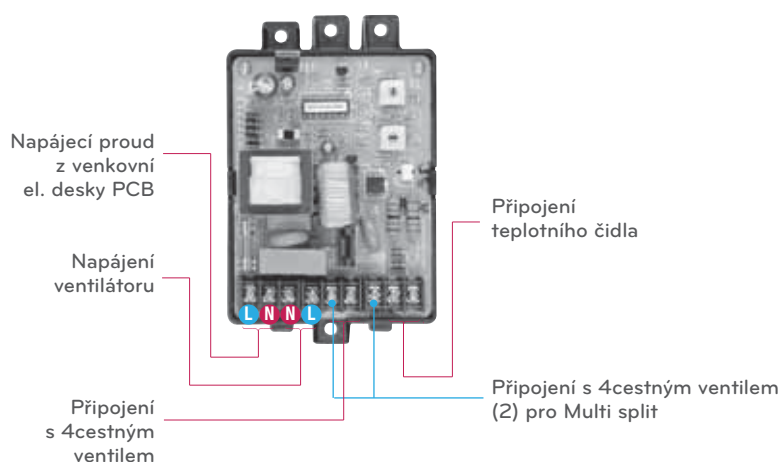 Napájecí proud
z venkovní
el. desky PCB
Napájení
ventilátoru
Připojení
s 4cestným
ventilem
L N N L
Připojení
teplotního čidla
Připojení s 4cestným ventilem
(2) pro Multi split